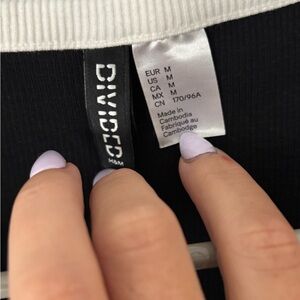 DIVIDED
H&M
EUR M
US M
CA M
MX M
CN 170/96A
Made in
Cambodia
Fabriqué au
Cambodge